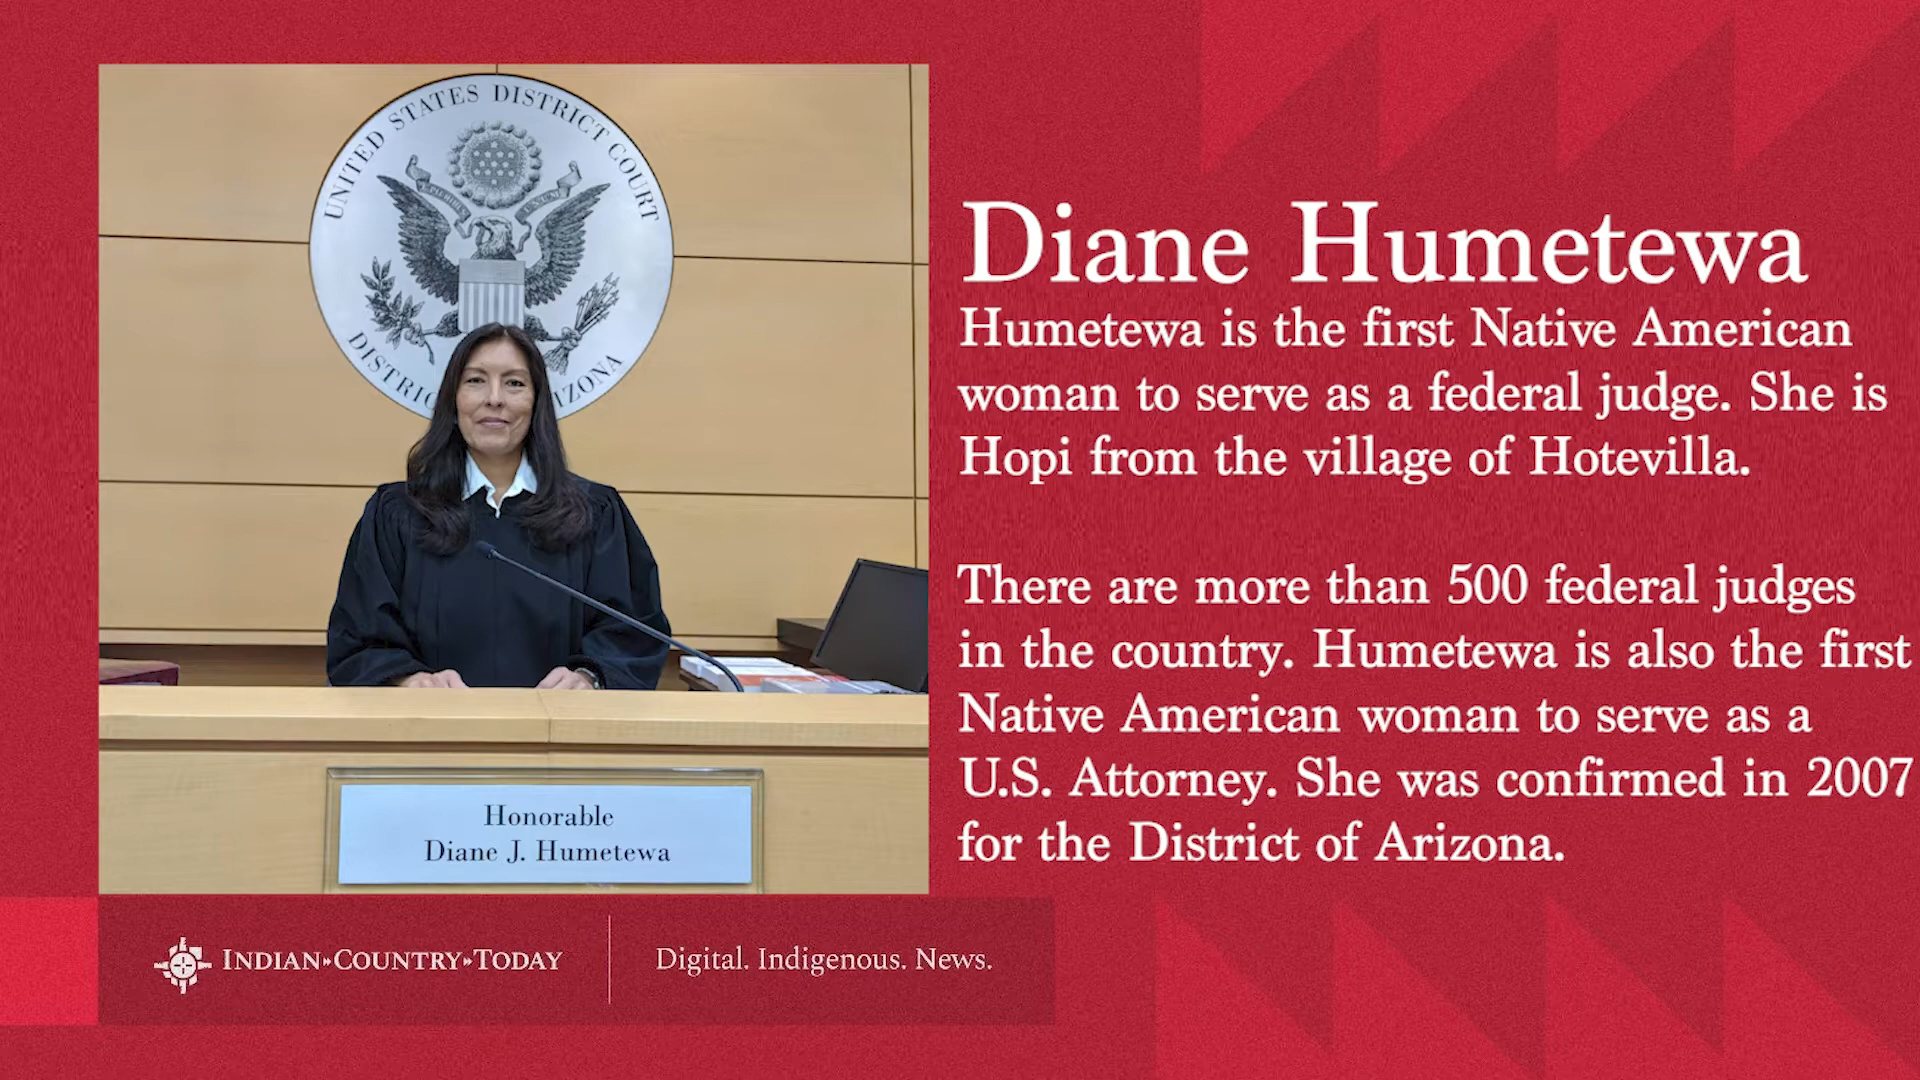 UNITED STATES DISTRICT COURT
DISTRIC
IZONA
Honorable
Diane J. Humetewa
Diane Humetewa
Humetewa is the first Native American
woman to serve as a federal judge. She is
Hopi from the village of Hotevilla.
There are more than 500 federal judges
in the country. Humetewa is also the first
Native American woman to serve as a
U.S. Attorney. She was confirmed in 2007
for the District of Arizona.
INDIAN COUNTRY TODAY
Digital. Indigenous. News.